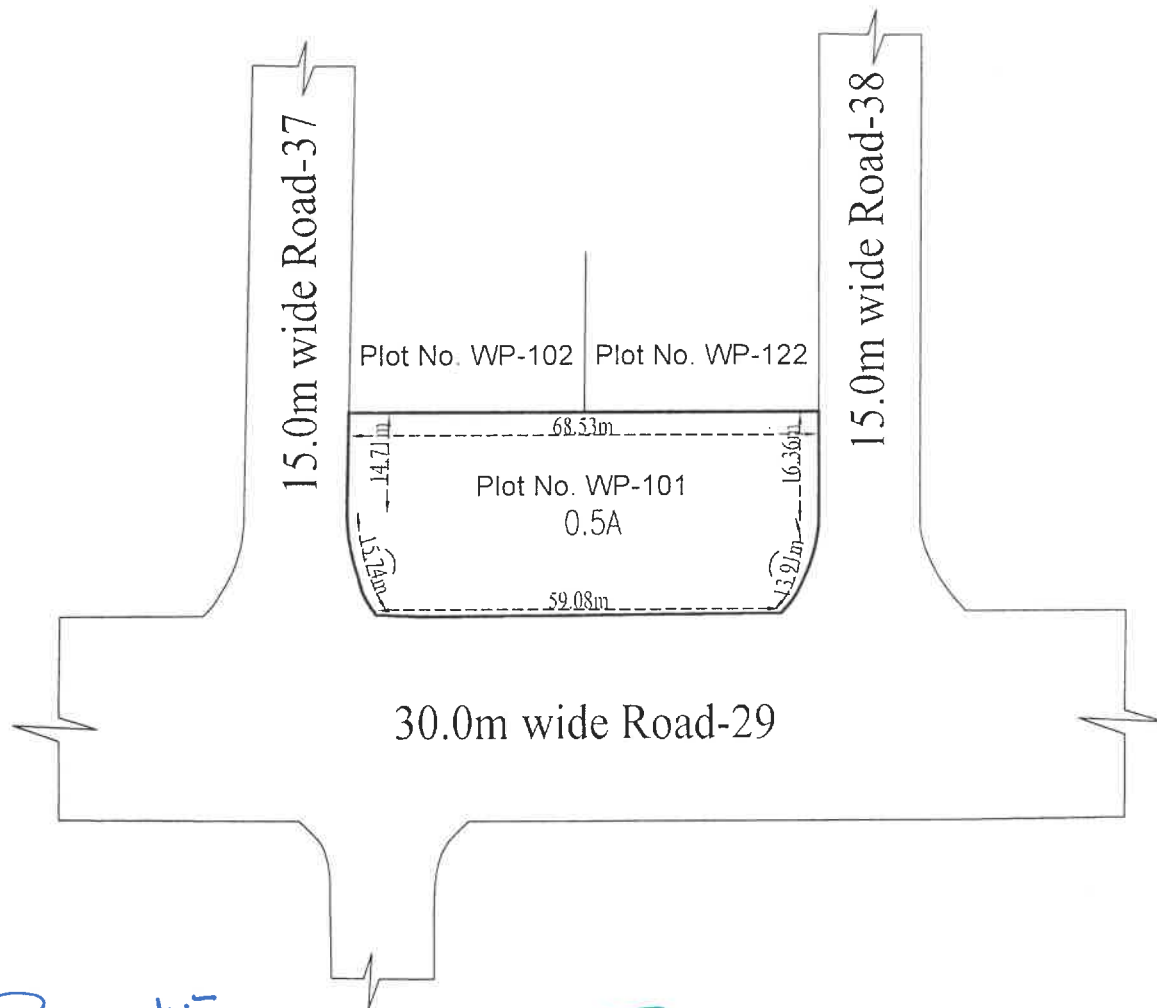 15.0m wide Road-37
15.0m wide Road-38
Plot No. WP-102
Plot No. WP-122
68.53m
14.71m
16.36m
Plot No. WP-101
0.5A
15.74m
13.91m
59.08m
30.0m wide Road-29